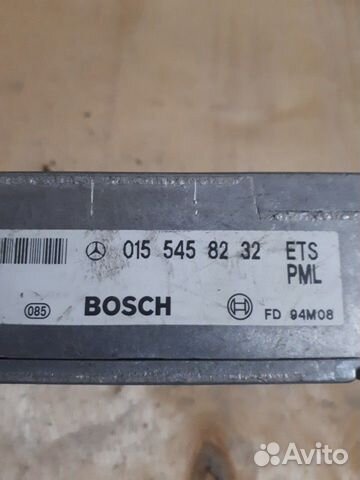 015 545 82 32 ETS
PML
085 BOSCH FD 94M08
Avito